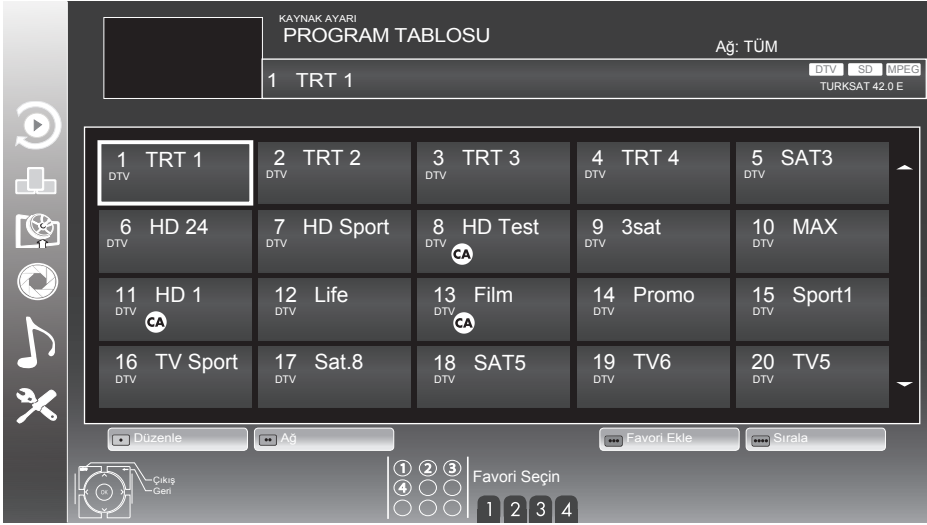 KAYNAK AYARI
PROGRAM TABLOSU
Ağ: TÜM
1 TRT 1
DTV SD MPEG
TURKSAT 42.0 E
1 TRT 1
DTV
2 TRT 2
DTV
3 TRT 3
DTV
4 TRT 4
DTV
5 SAT3
DTV
6 HD 24
DTV
7 HD Sport
DTV
8 HD Test
DTV
CA
9 3sat
DTV
10 MAX
DTV
11 HD 1
DTV
CA
12 Life
DTV
13 Film
DTV
CA
14 Promo
DTV
15 Sport1
DTV
16 TV Sport
DTV
17 Sat.8
DTV
18 SAT5
DTV
19 TV6
DTV
20 TV5
DTV
Düzenle
Ağ
Favori Ekle
Sırala
OK
Çıkış
Geri
1 2 3
4
Favori Seçin
1 2 3 4